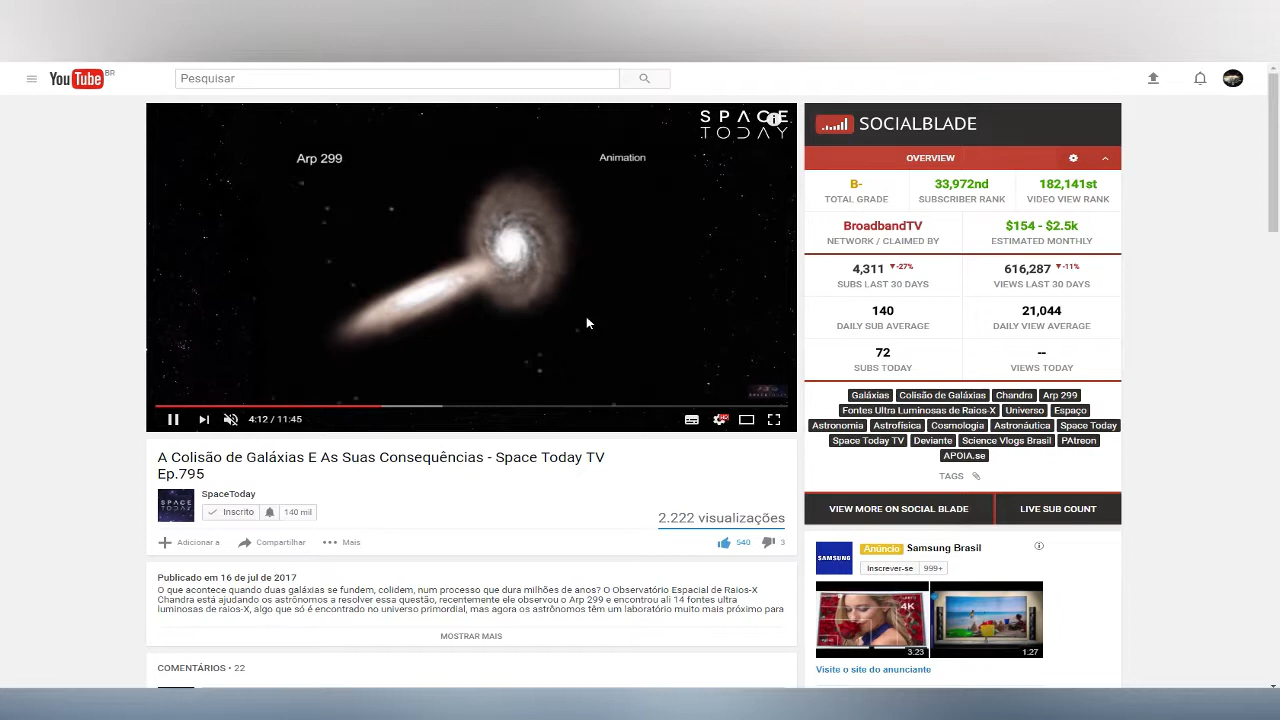 YouTube BR
Pesquisar
SPACE
TODAY
Arp 299
Animation
4:12 / 11:45
HD
A Colisão de Galáxias E As Suas Consequências - Space Today TV
Ep.795
SPACE
TODAY
SpaceToday
Inscrito
140 mil
2.222 visualizações
Adicionar a
Compartilhar
Mais
540
3
Publicado em 16 de jul de 2017
O que acontece quando duas galáxias se fundem, colidem, num processo que dura milhões de anos? O Observatório Espacial de Raios-X
Chandra está ajudando os astrônomos a resolver essa questão, recentemente ele observou o Arp 299 e encontrou ali 14 fontes ultra
luminosas de raios-X, algo que só é encontrado no universo primordial, mas agora os astrônomos têm um laboratório muito mais próximo para
MOSTRAR MAIS
COMENTÁRIOS • 22
SOCIALBLADE
OVERVIEW
B-
TOTAL GRADE
33,972nd
SUBSCRIBER RANK
182,141st
VIDEO VIEW RANK
BroadbandTV
NETWORK / CLAIMED BY
$154 - $2.5k
ESTIMATED MONTHLY
4,311 -27%
SUBS LAST 30 DAYS
616,287 -11%
VIEWS LAST 30 DAYS
140
DAILY SUB AVERAGE
21,044
DAILY VIEW AVERAGE
72
SUBS TODAY
--
VIEWS TODAY
Galáxias Colisão de Galáxias Chandra Arp 299
Fontes Ultra Luminosas de Raios-X Universo Espaço
Astronomia Astrofísica Cosmologia Astronáutica Space Today
Space Today TV Deviante Science Vlogs Brasil PAtreon
APOIA.se
TAGS
VIEW MORE ON SOCIAL BLADE
LIVE SUB COUNT
SAMSUNG
Anúncio Samsung Brasil
Inscrever-se 999+
4K
3:23
1:27
Visite o site do anunciante